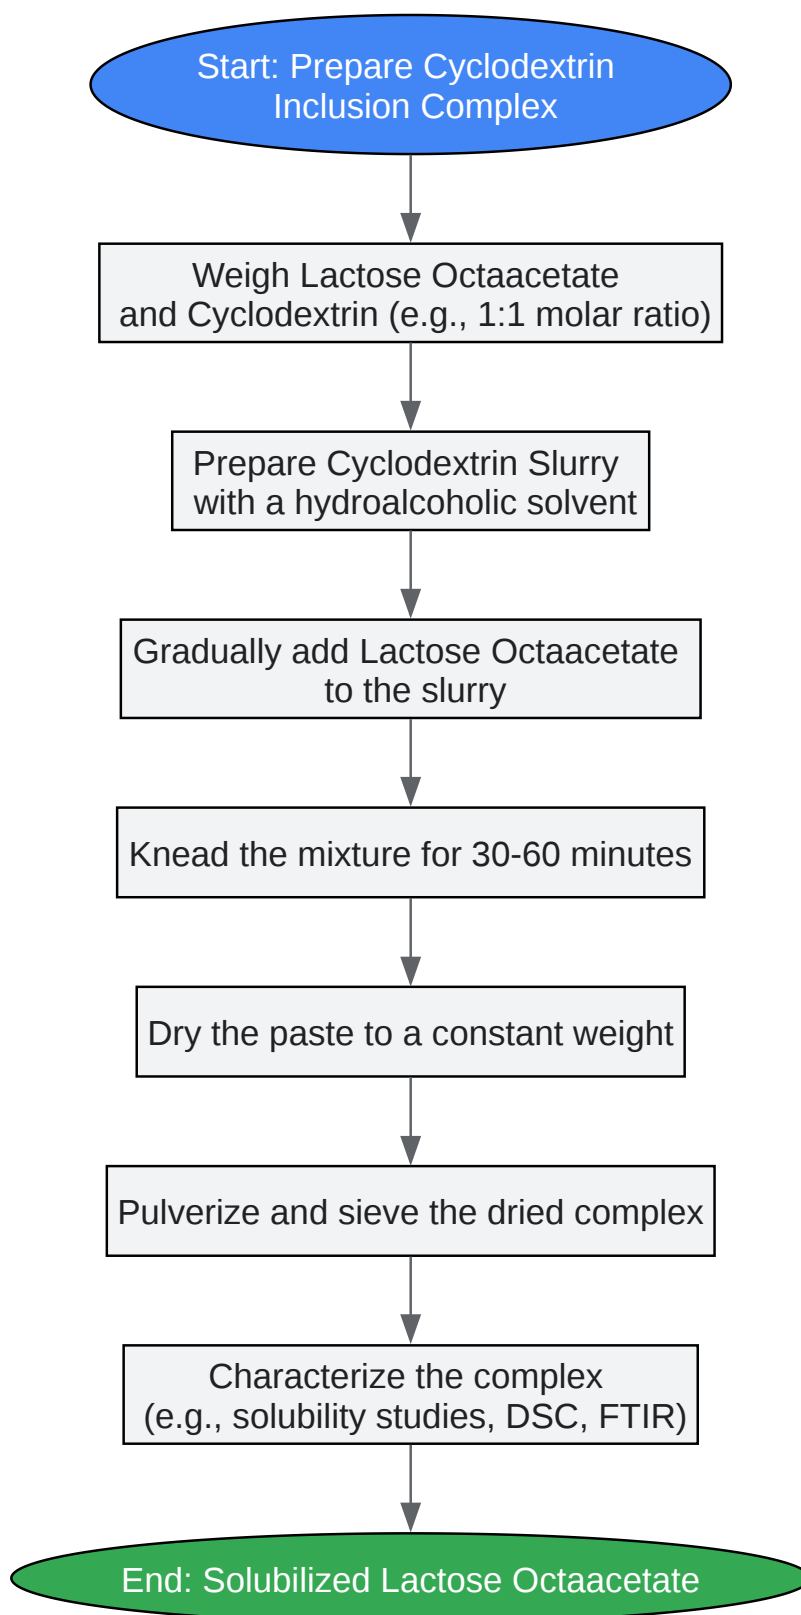 Start: Prepare Cyclodextrin
Inclusion Complex
Weigh Lactose Octaacetate
and Cyclodextrin (e.g., 1:1 molar ratio)
Prepare Cyclodextrin Slurry
with a hydroalcoholic solvent
Gradually add Lactose Octaacetate
to the slurry
Knead the mixture for 30-60 minutes
Dry the paste to a constant weight
Pulverize and sieve the dried complex
Characterize the complex
(e.g., solubility studies, DSC, FTIR)
End: Solubilized Lactose Octaacetate